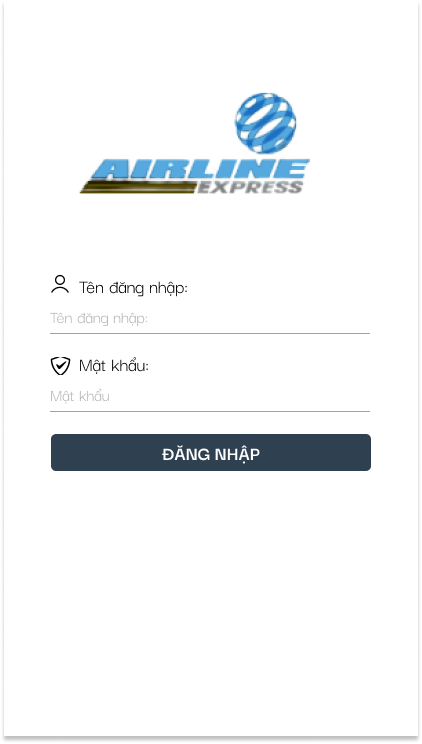 AIRLINE
EXPRESS
Tên đăng nhập:
Tên đăng nhập:
Mật khẩu:
Mật khẩu
ĐĂNG NHẬP